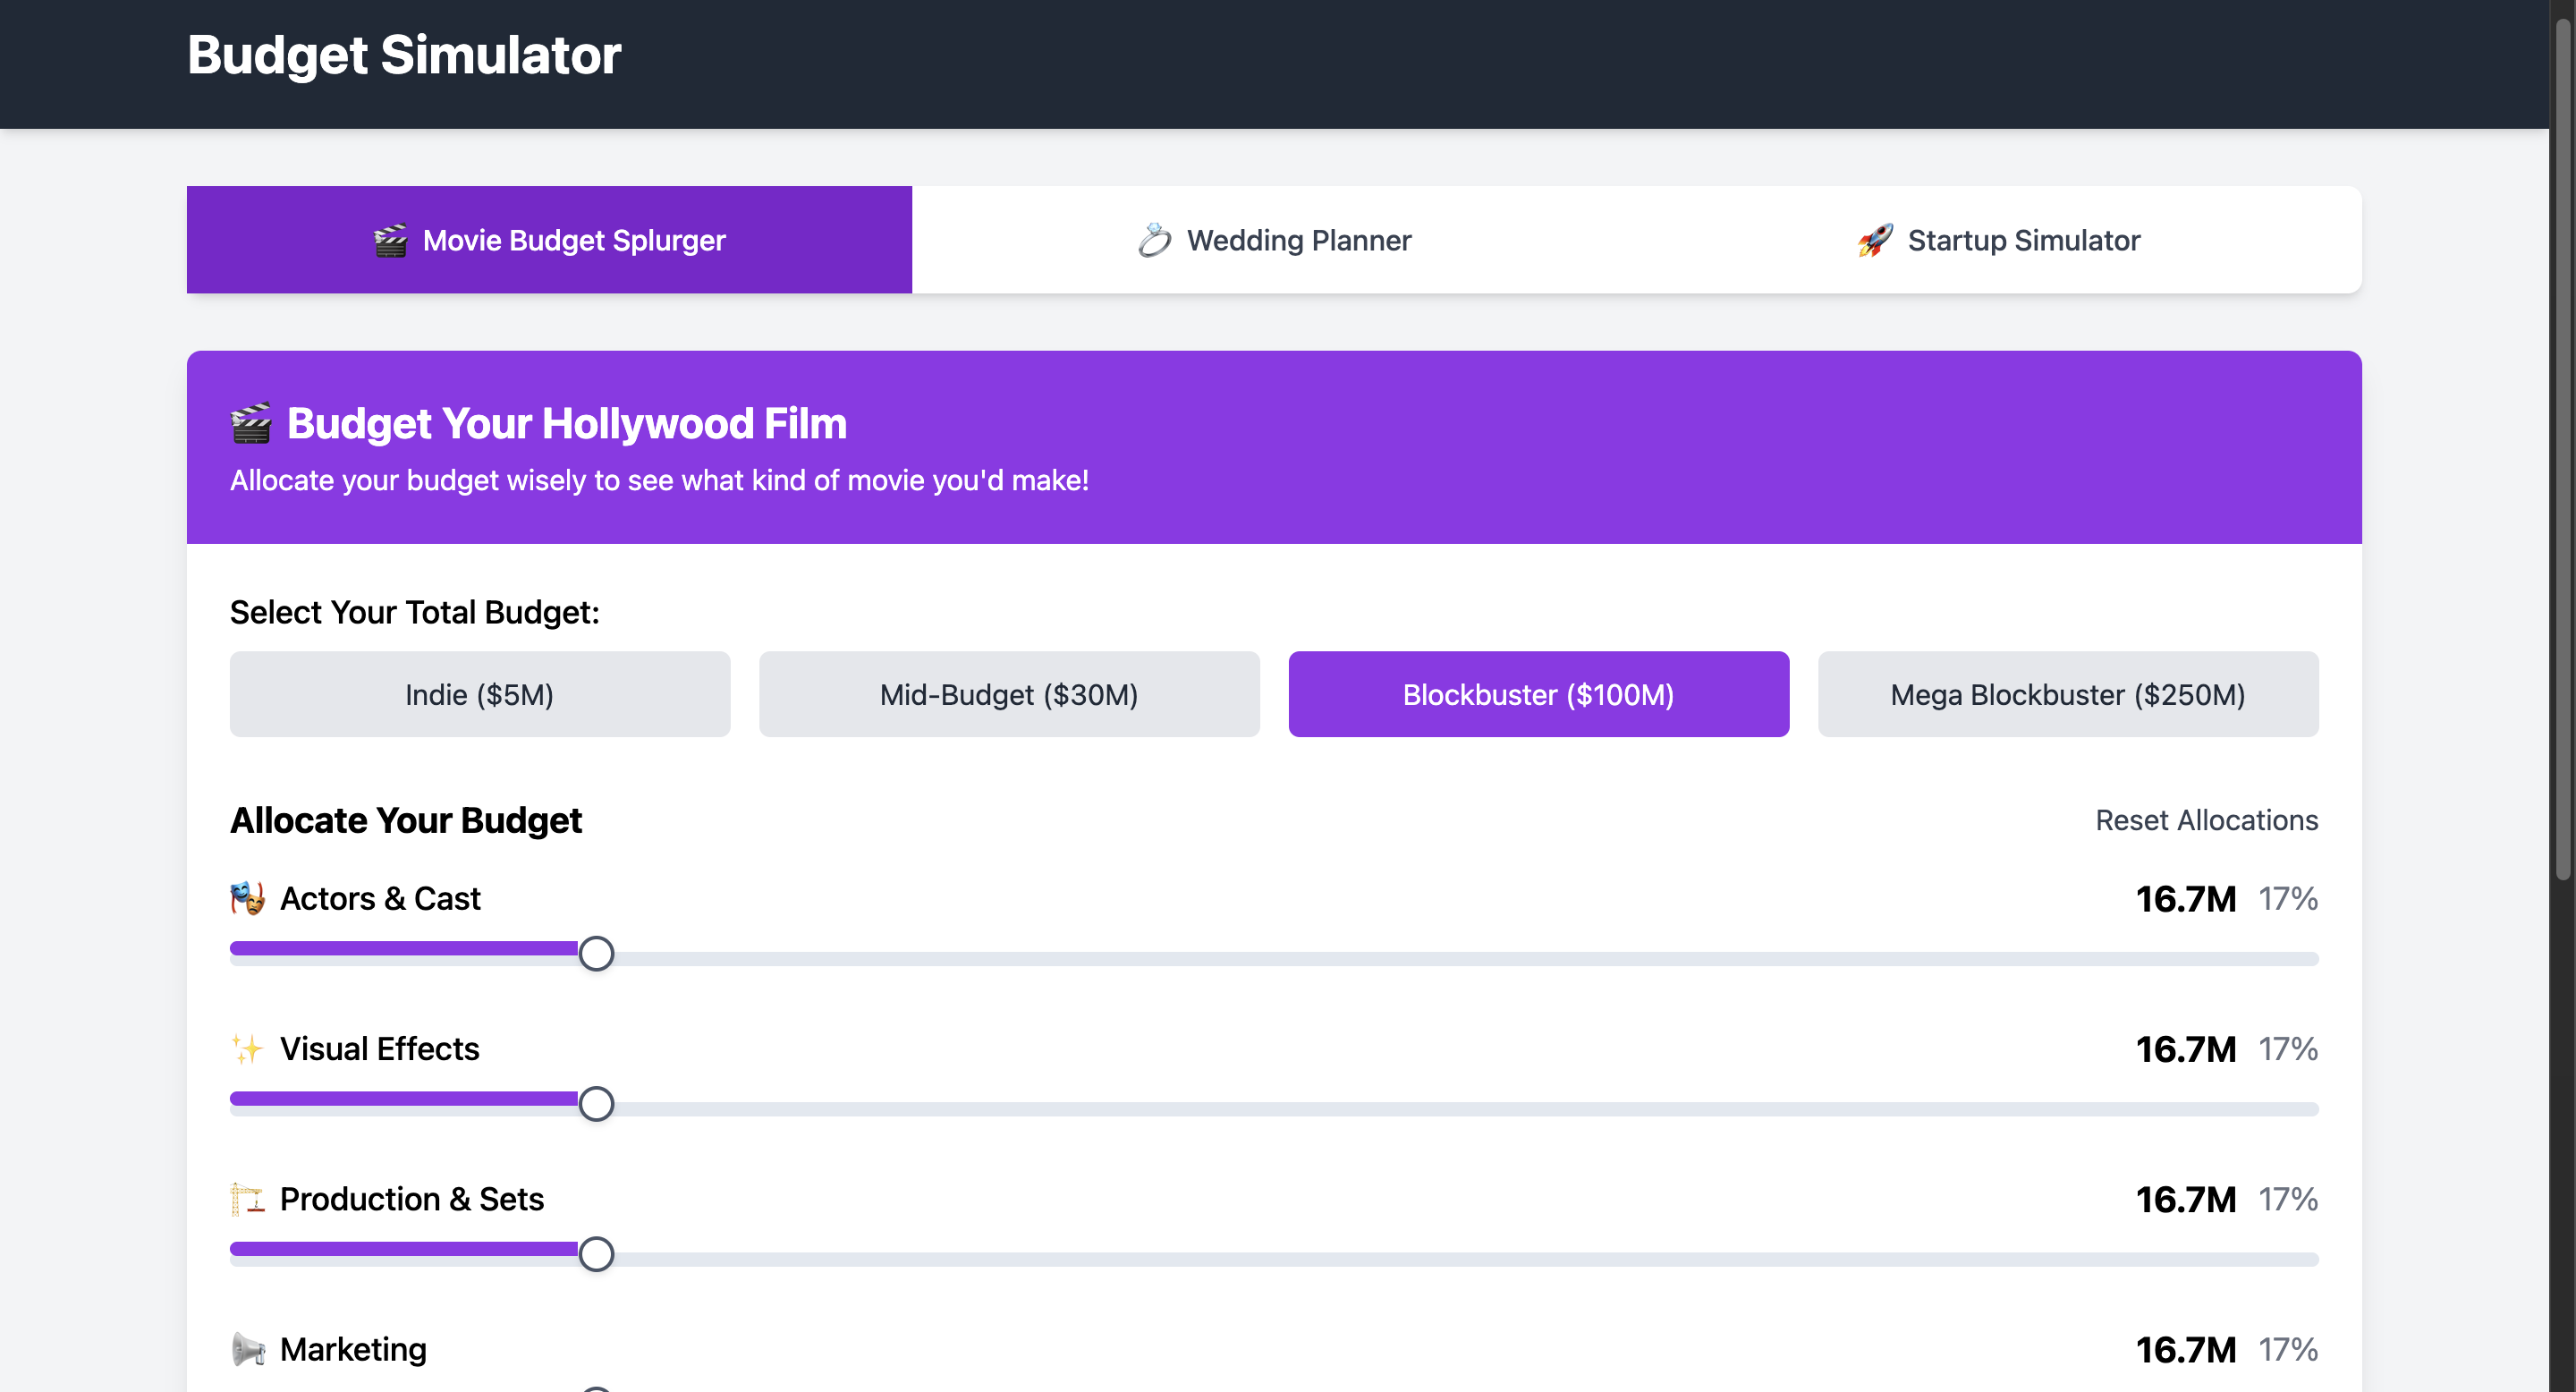 Budget Simulator
Movie Budget Splurger
Wedding Planner
Startup Simulator
Budget Your Hollywood Film
Allocate your budget wisely to see what kind of movie you'd make!
Select Your Total Budget:
Indie ($5M)
Mid-Budget ($30M)
Blockbuster ($100M)
Mega Blockbuster ($250M)
Allocate Your Budget
Reset Allocations
Actors & Cast
16.7M 17%
Visual Effects
16.7M 17%
Production & Sets
16.7M 17%
Marketing
16.7M 17%